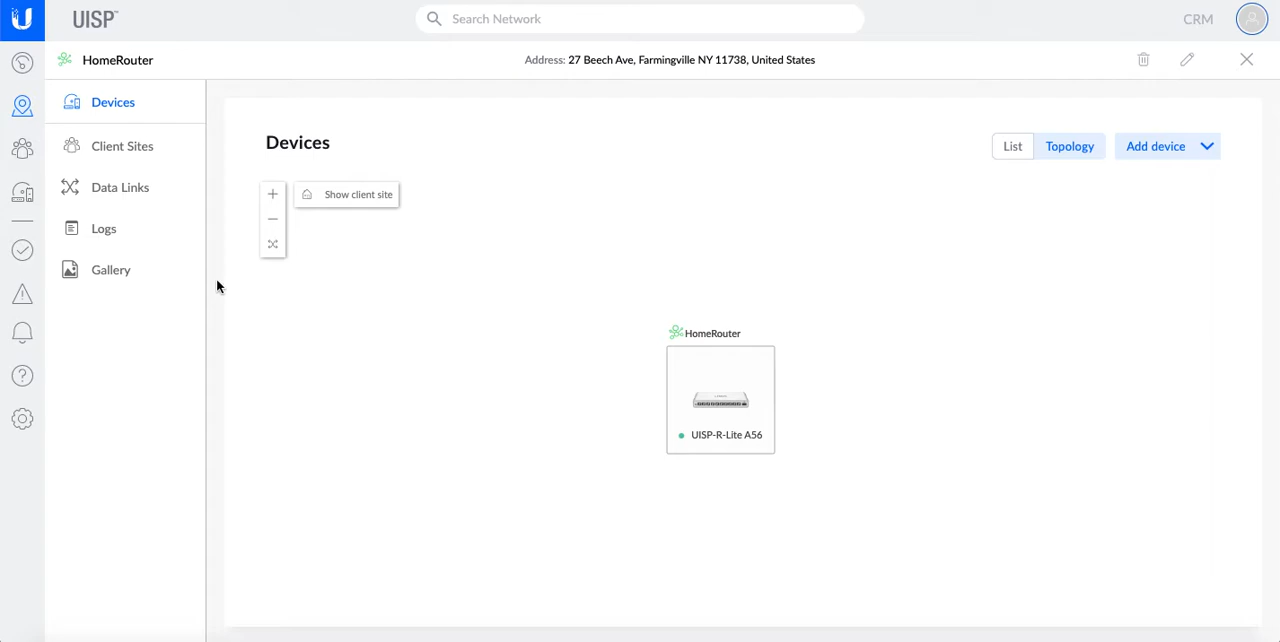 UISP™
Search Network
CRM
HomeRouter
Address: 27 Beech Ave, Farmingville NY 11738, United States
Devices
Client Sites
Data Links
Logs
Gallery
Devices
List
Topology
Add device
Show client site
HomeRouter
UISP-R-Lite A56